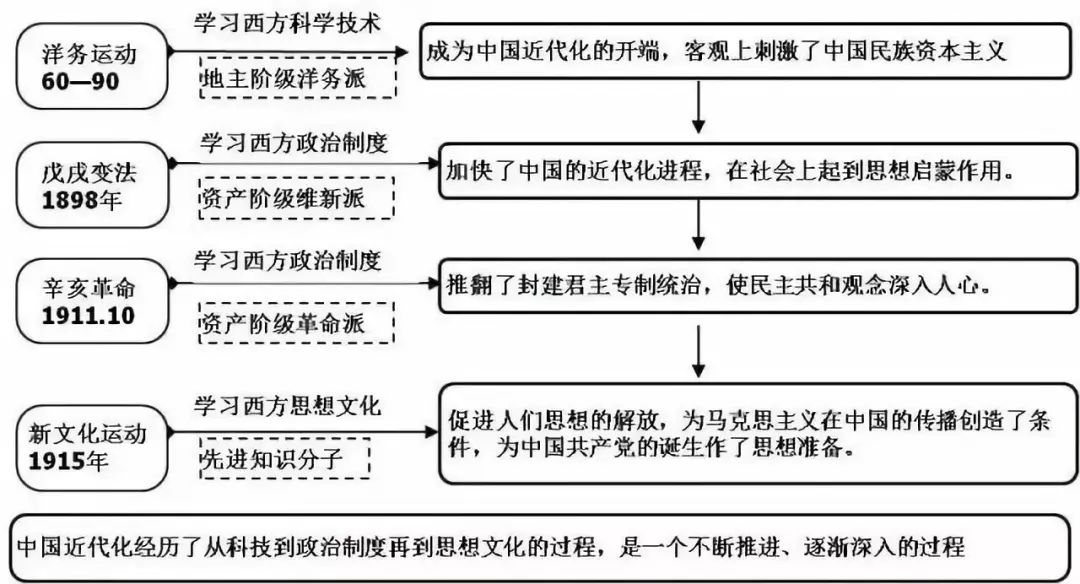 学习西方科学技术
洋务运动
60—90
地主阶级洋务派
成为中国近代化的开端，客观上刺激了中国民族资本主义
学习西方政治制度
戊戌变法
1898年
资产阶级维新派
加快了中国的近代化进程，在社会上起到思想启蒙作用。
学习西方政治制度
辛亥革命
1911.10
资产阶级革命派
推翻了封建君主专制统治，使民主共和观念深入人心。
学习西方思想文化
新文化运动
1915年
先进知识分子
促进人们思想的解放，为马克思主义在中国的传播创造了条
件，为中国共产党的诞生作了思想准备。
中国近代化经历了从科技到政治制度再到思想文化的过程，是一个不断推进、逐渐深入的过程